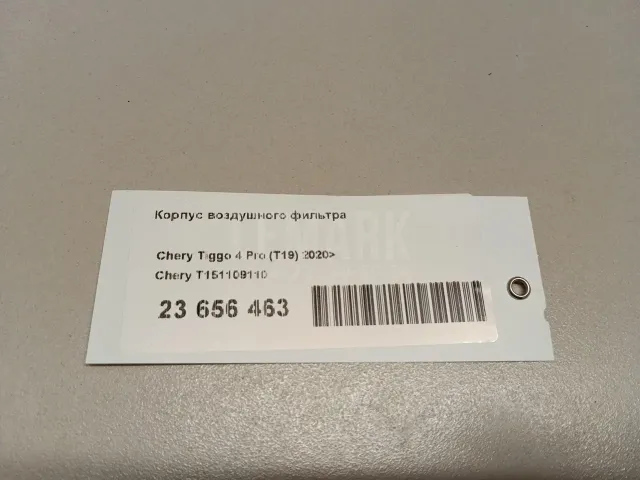 Корпус воздушного фильтра
Chery Tiggo 4 Pro (T19) 2020>
Chery T151109110
23 656 463